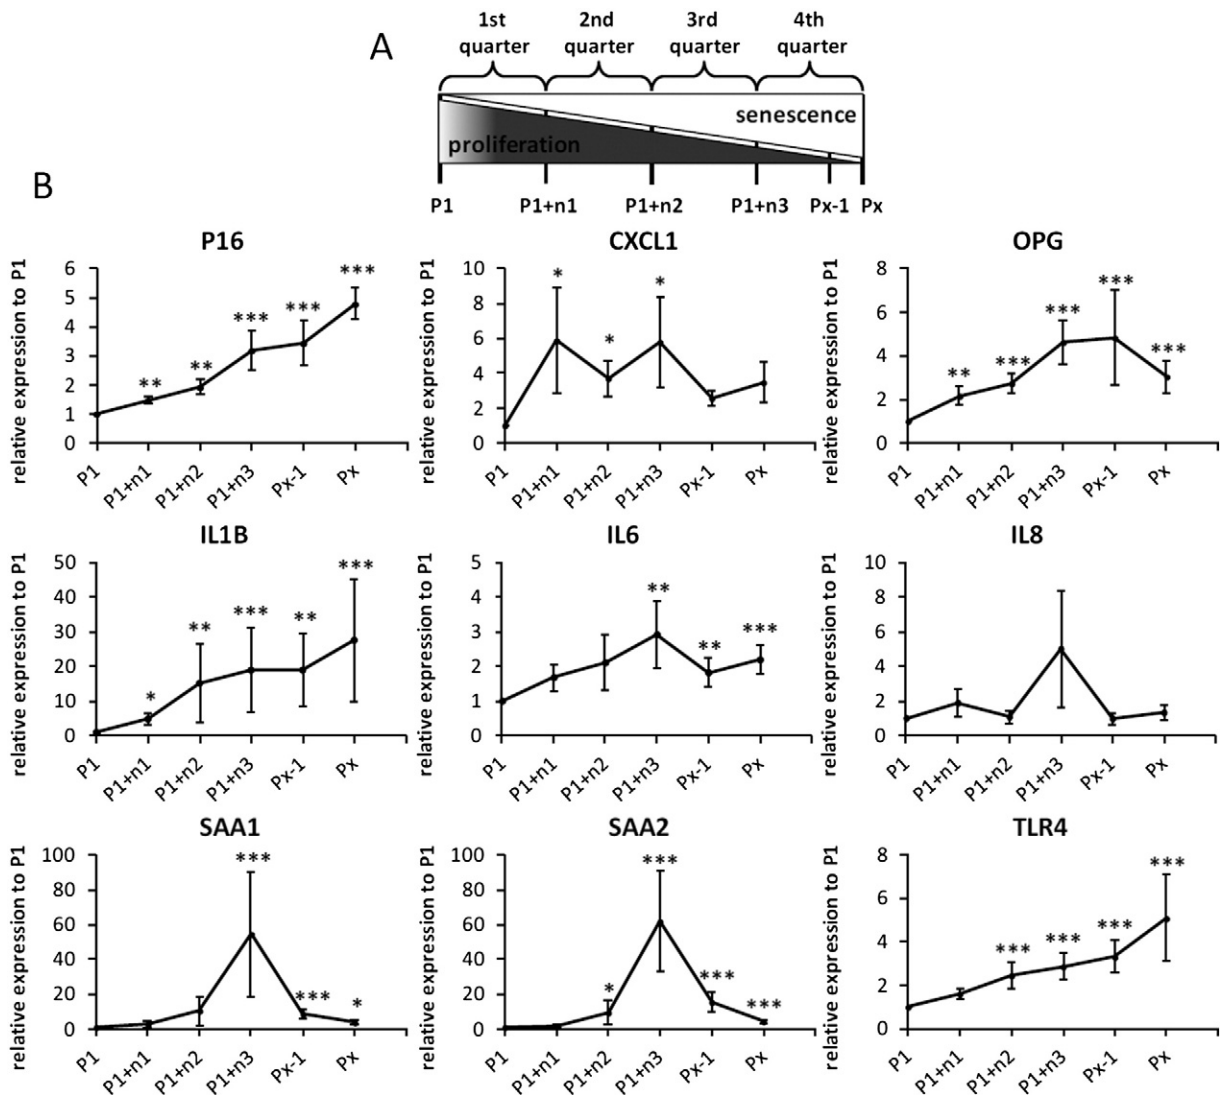 A
1st quarter
2nd quarter
3rd quarter
4th quarter
senescence
proliferation
P1 P1+n1 P1+n2 P1+n3 Px-1 Px
B
P16
relative expression to P1
6
5
4
3
2
1
0
** ** *** *** ***
P1 P1+n1 P1+n2 P1+n3 Px-1 Px
CXCL1
relative expression to P1
10
8
6
4
2
0
* * *
P1 P1+n1 P1+n2 P1+n3 Px-1 Px
OPG
relative expression to P1
8
6
4
2
0
** *** *** *** ***
P1 P1+n1 P1+n2 P1+n3 Px-1 Px
IL1B
relative expression to P1
50
40
30
20
10
0
* ** *** ** ***
P1 P1+n1 P1+n2 P1+n3 Px-1 Px
IL6
relative expression to P1
5
4
3
2
1
0
** ** ***
P1 P1+n1 P1+n2 P1+n3 Px-1 Px
IL8
relative expression to P1
10
8
6
4
2
0
P1 P1+n1 P1+n2 P1+n3 Px-1 Px
SAA1
relative expression to P1
100
80
60
40
20
0
*** *** *
P1 P1+n1 P1+n2 P1+n3 Px-1 Px
SAA2
relative expression to P1
100
80
60
40
20
0
* *** *** ***
P1 P1+n1 P1+n2 P1+n3 Px-1 Px
TLR4
relative expression to P1
8
6
4
2
0
*** *** *** ***
P1 P1+n1 P1+n2 P1+n3 Px-1 Px